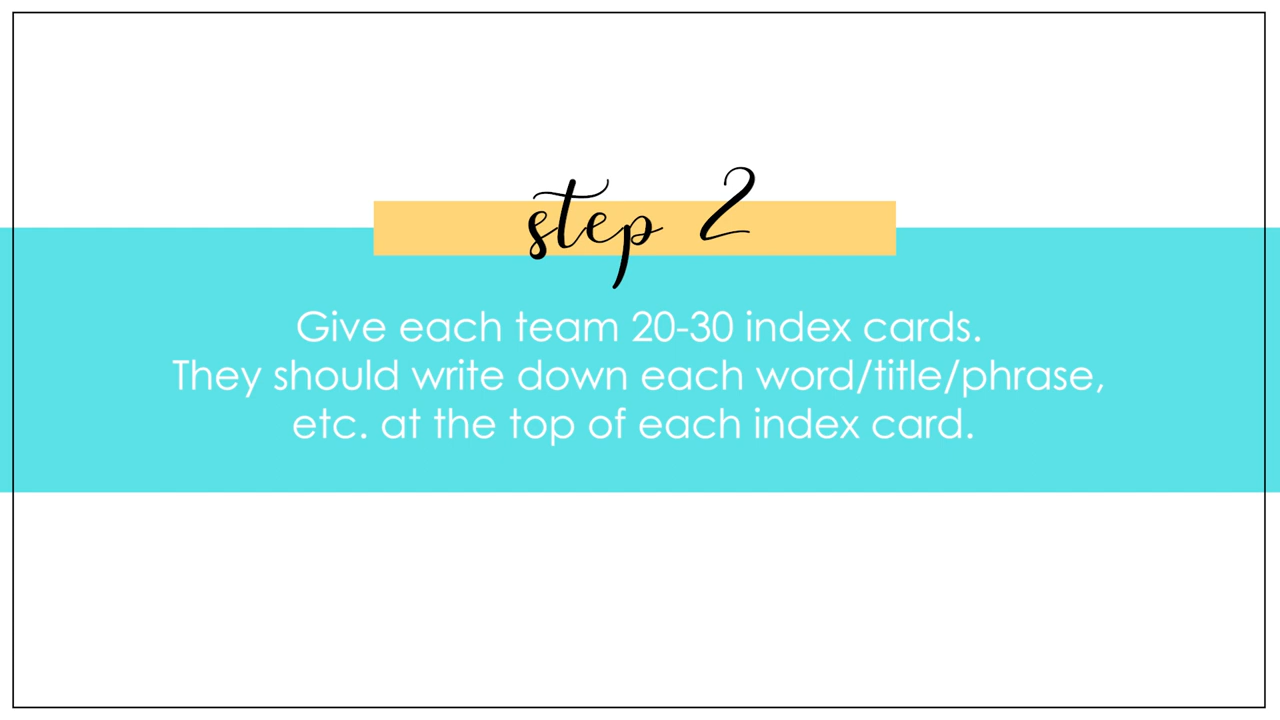 step 2
Give each team 20-30 index cards.
They should write down each word/title/phrase,
etc. at the top of each index card.